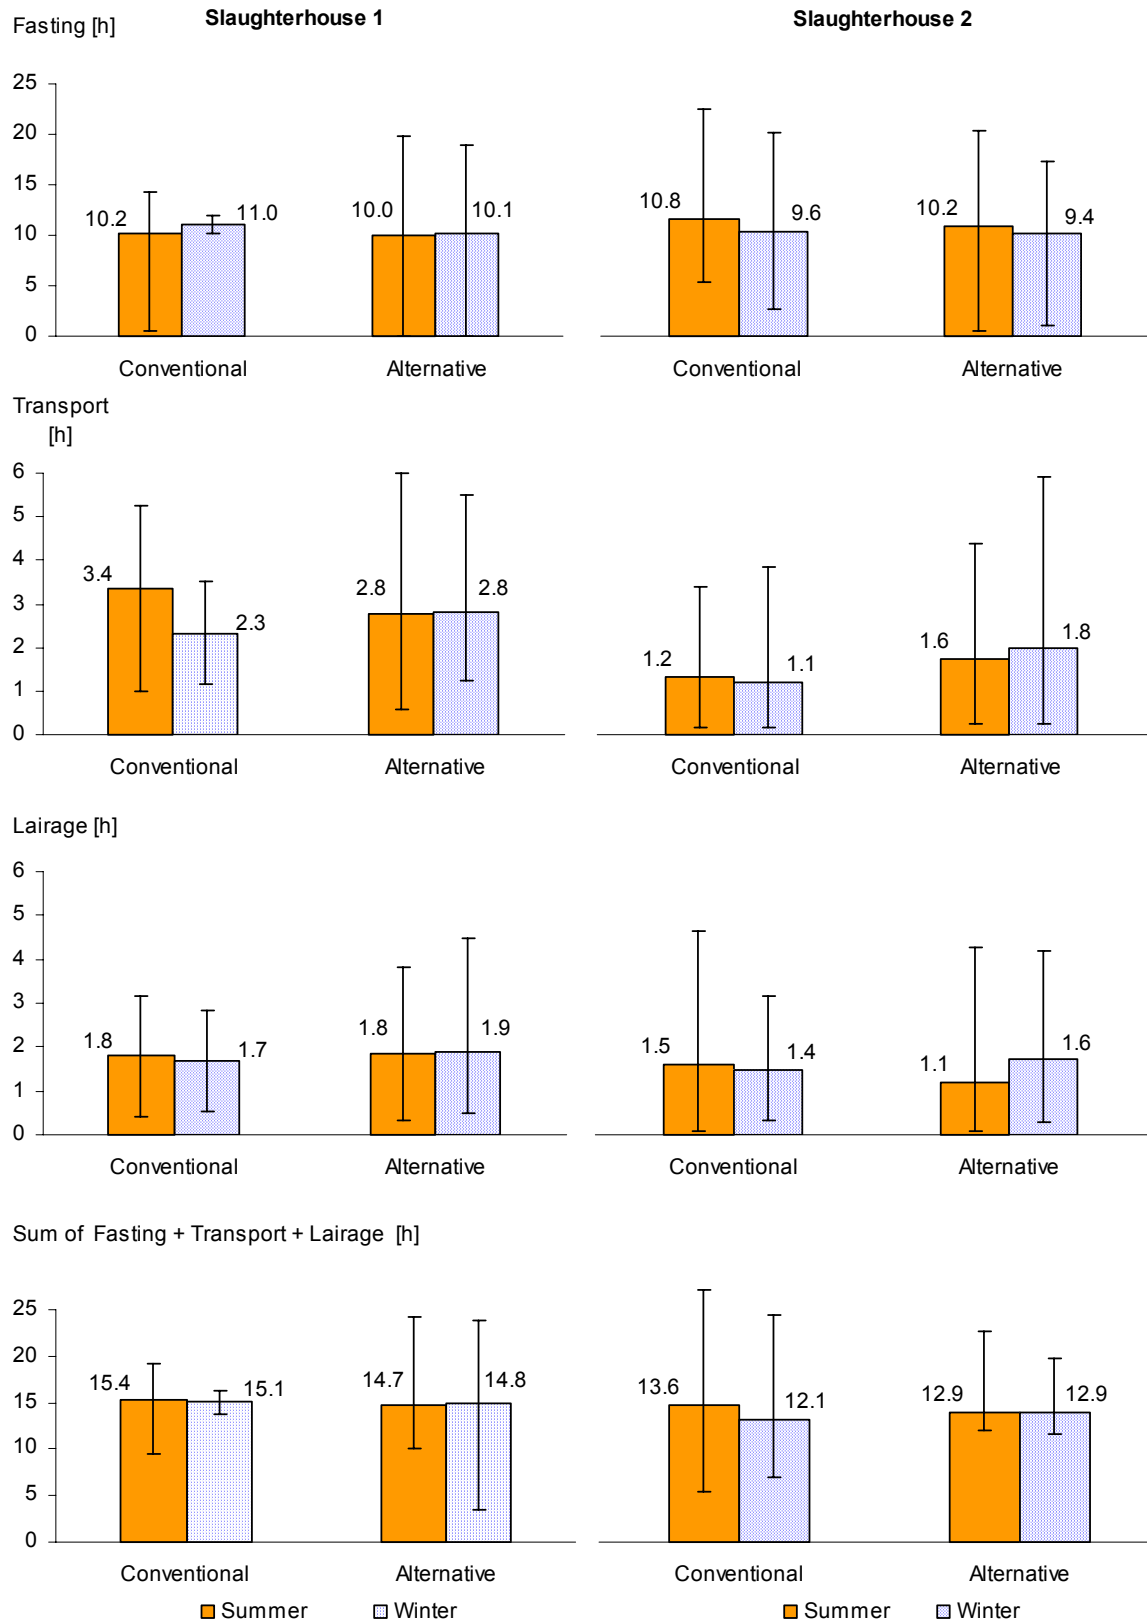 Slaughterhouse 1 Slaughterhouse 2
Fasting [h]
25
20
15
10
5
0
10.2 11.0 10.0 10.1 10.8 9.6 10.2 9.4
Conventional Alternative Conventional Alternative
Transport
[h]
6
5
4
3
2
1
0
3.4 2.3 2.8 2.8 1.2 1.1 1.6 1.8
Conventional Alternative Conventional Alternative
Lairage [h]
6
5
4
3
2
1
0
1.8 1.7 1.8 1.9 1.5 1.4 1.1 1.6
Conventional Alternative Conventional Alternative
Sum of Fasting + Transport + Lairage [h]
25
20
15
10
5
0
15.4 15.1 14.7 14.8 13.6 12.1 12.9 12.9
Conventional Alternative Conventional Alternative
Summer Winter Summer Winter